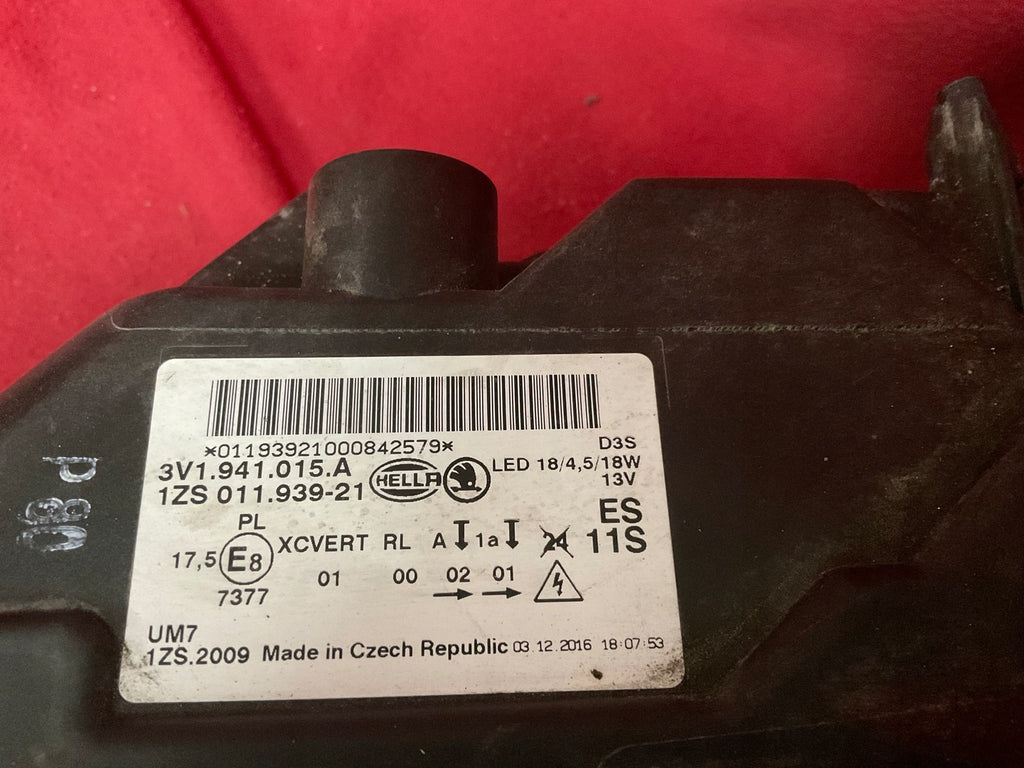 *01193921000842579*
D3S
3V1.941.015.A
HELLA
LED 18/4,5/18W
1ZS 011.939-21
13V
PL
ES
17,5 E8 XCVERT RL A 1a 24 11S
01 00 02 01
7377
UM7
1ZS.2009 Made in Czech Republic 03.12.2016 18:07:53